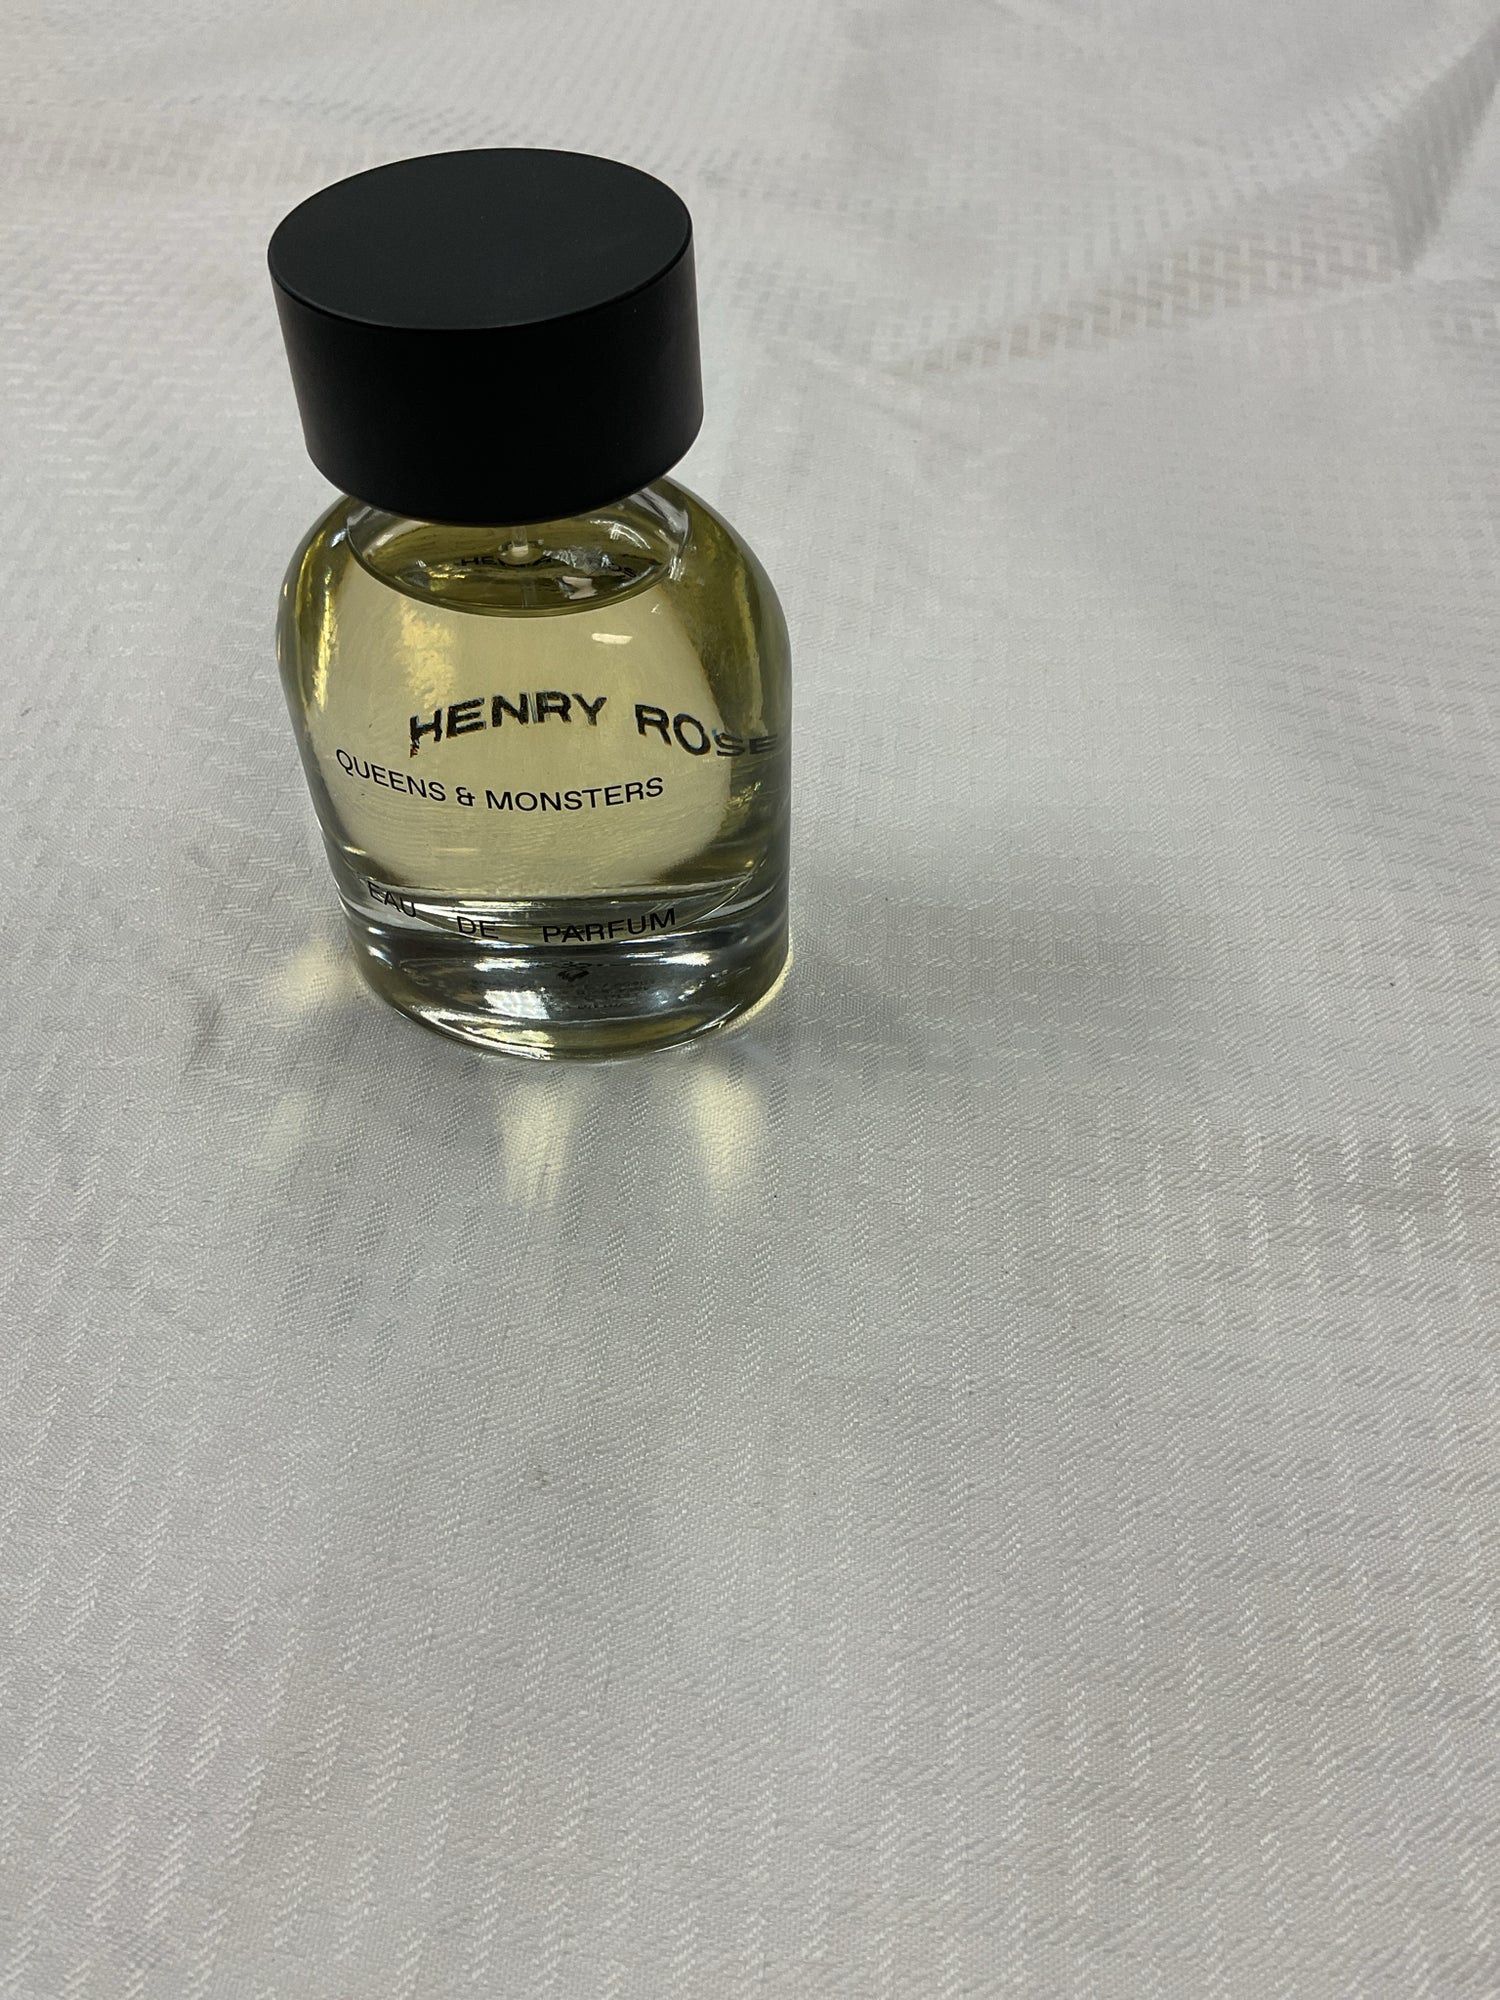 HENRY ROSE
QUEENS & MONSTERS
EAU DE PARFUM